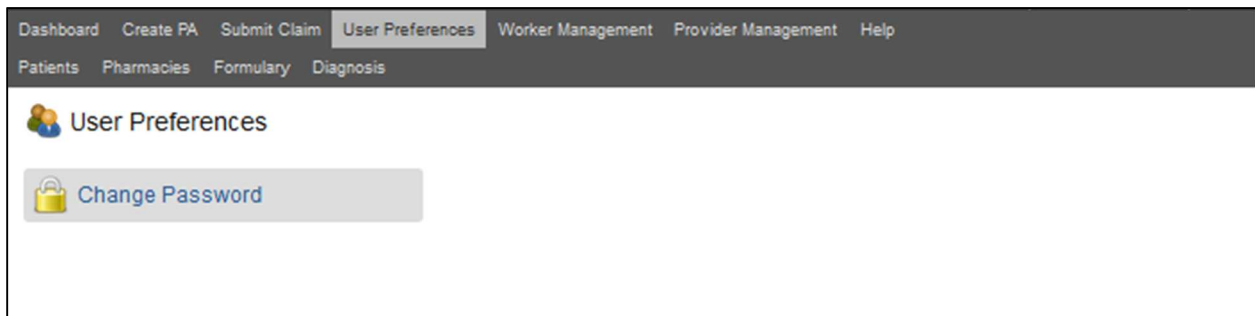 Dashboard Create PA Submit Claim User Preferences Worker Management Provider Management Help
Patients Pharmacies Formulary Diagnosis
User Preferences
Change Password